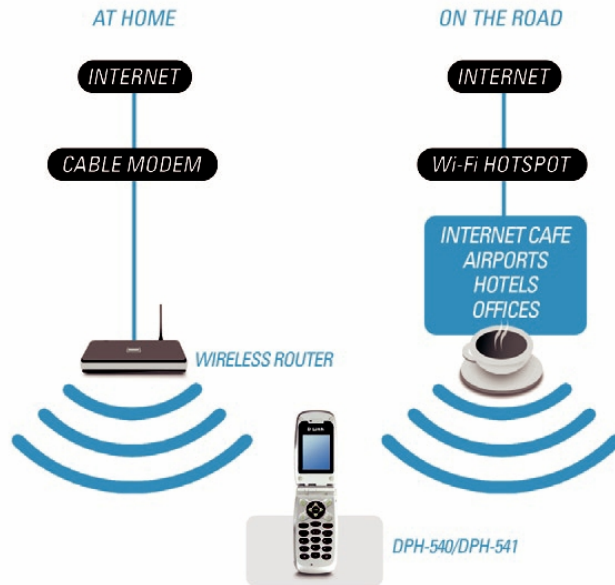 AT HOME
INTERNET
CABLE MODEM
WIRELESS ROUTER
ON THE ROAD
INTERNET
Wi-Fi HOTSPOT
INTERNET CAFE
AIRPORTS
HOTELS
OFFICES
D-Link
DPH-540/DPH-541